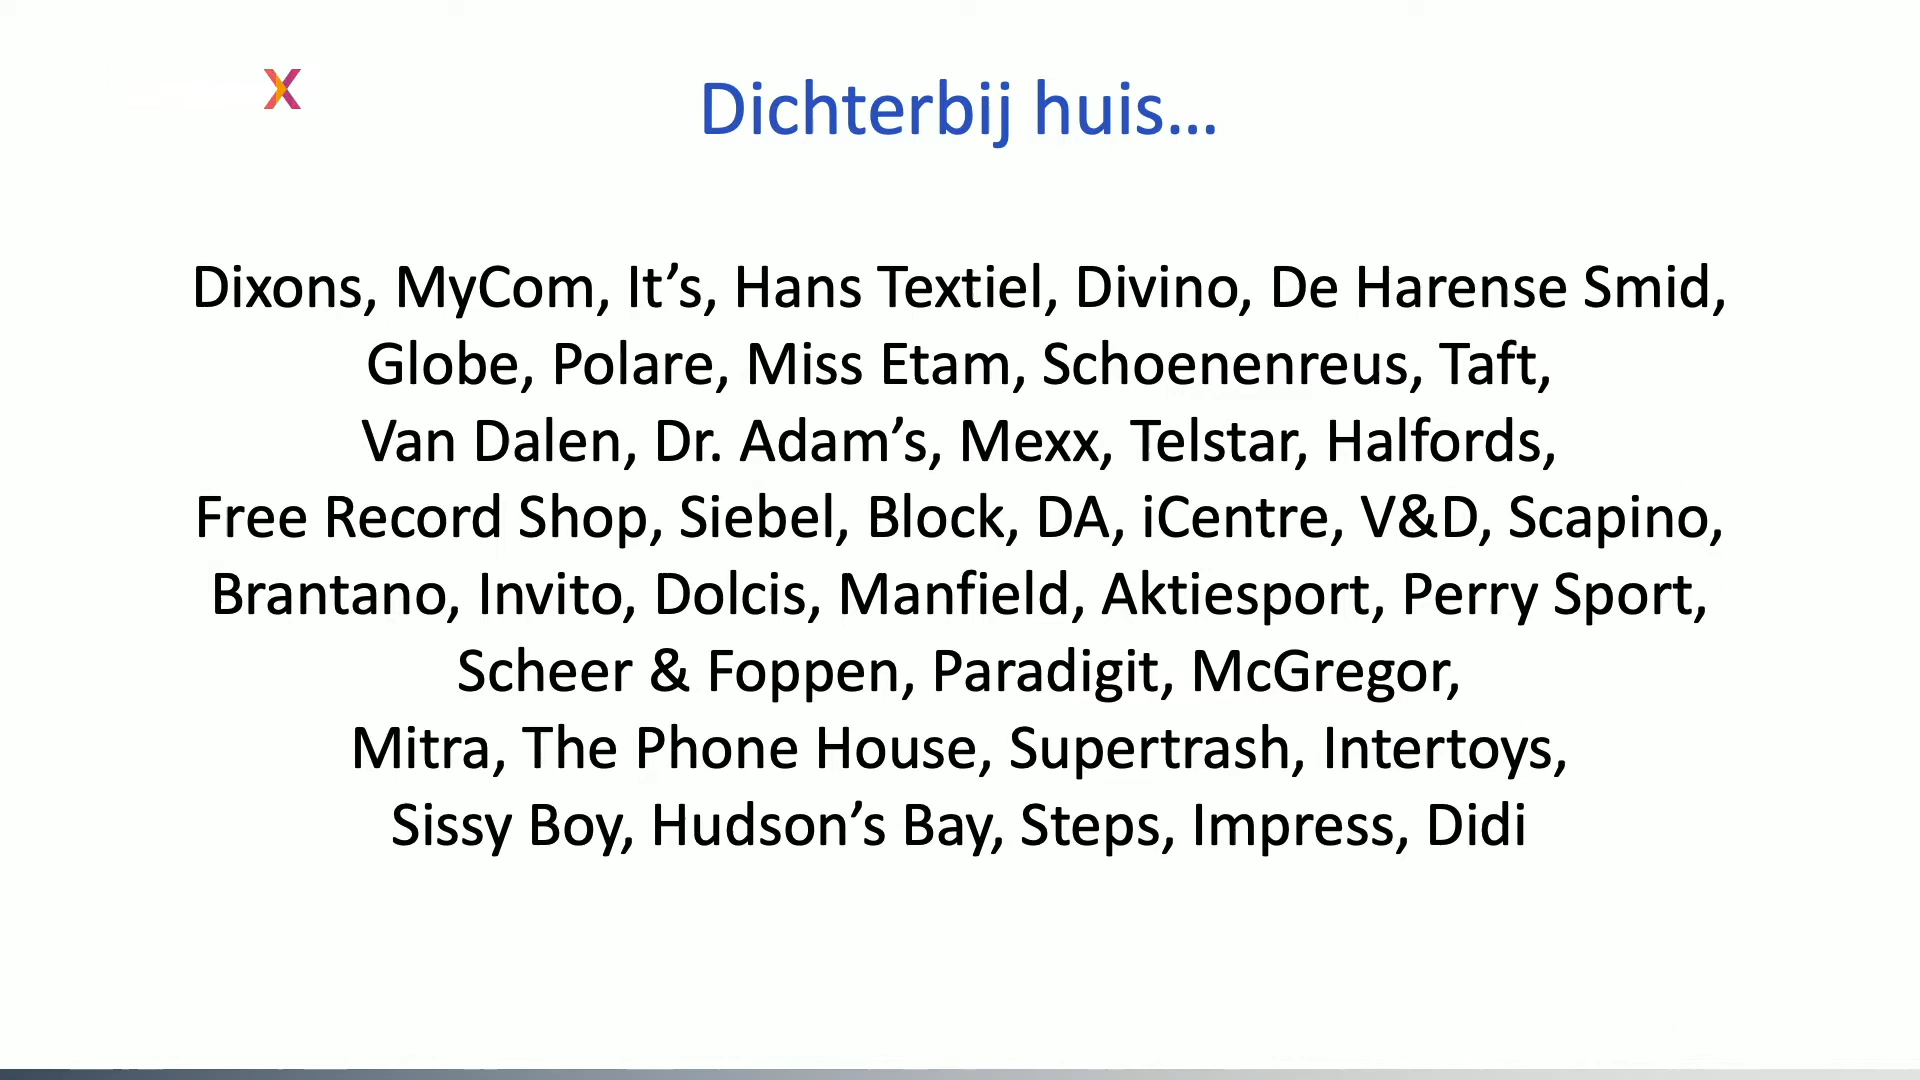 X
Dichterbij huis...
Dixons, MyCom, It’s, Hans Textiel, Divino, De Harense Smid,
Globe, Polare, Miss Etam, Schoenenreus, Taft,
Van Dalen, Dr. Adam’s, Mexx, Telstar, Halfords,
Free Record Shop, Siebel, Block, DA, iCentre, V&D, Scapino,
Brantano, Invito, Dolcis, Manfield, Aktiesport, Perry Sport,
Scheer & Foppen, Paradigit, McGregor,
Mitra, The Phone House, Supertrash, Intertoys,
Sissy Boy, Hudson’s Bay, Steps, Impress, Didi